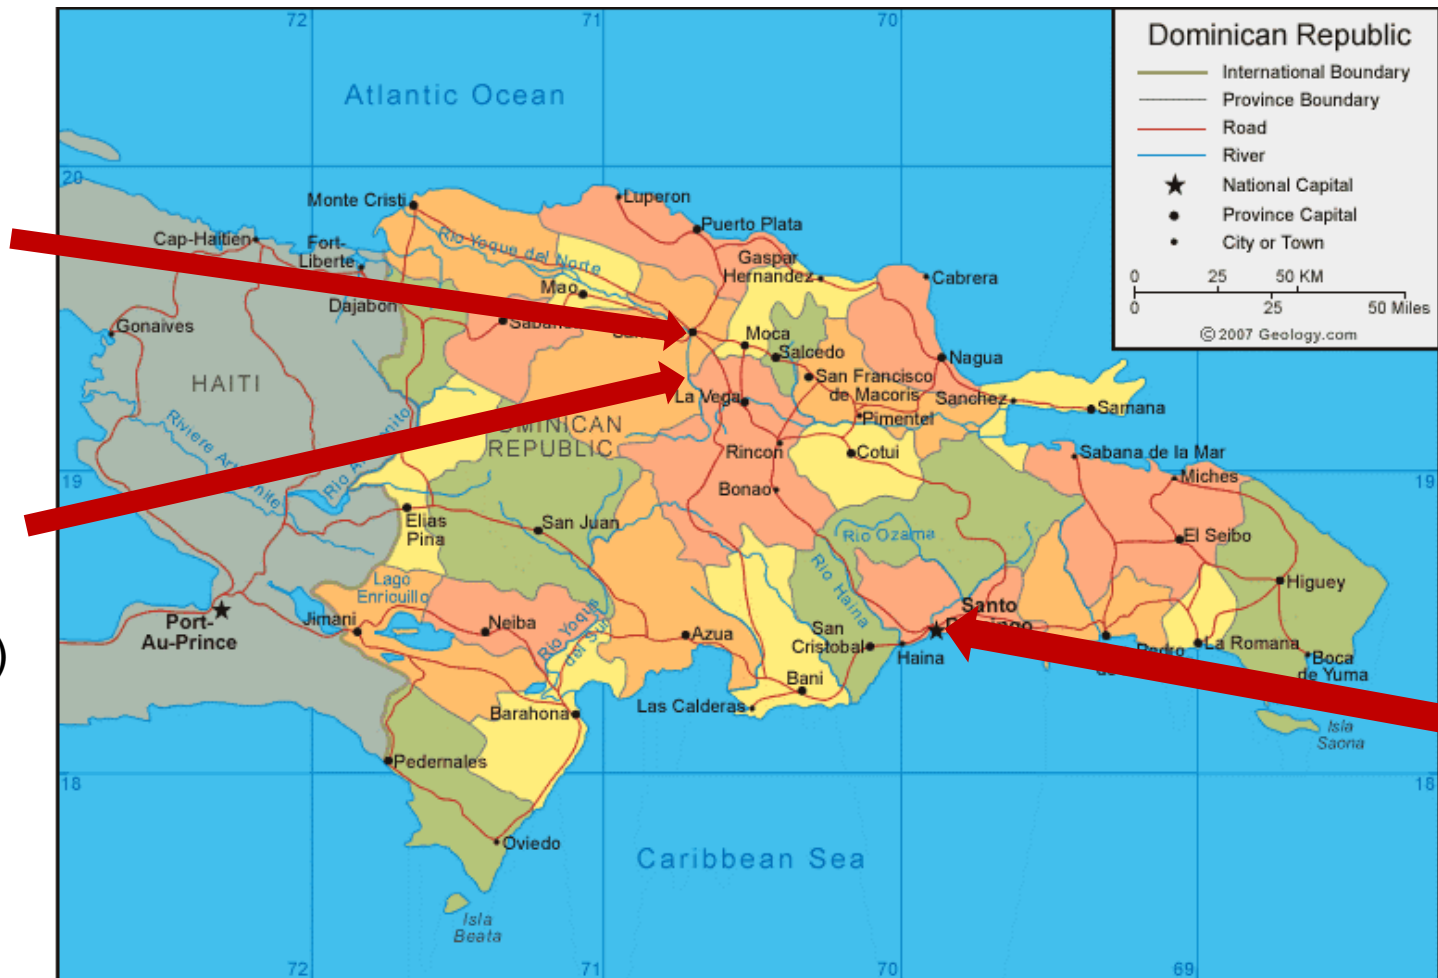 72
71
70
Dominican Republic
International Boundary
Province Boundary
Road
River
National Capital
Province Capital
City or Town
0 25 50 KM
0 25 50 Miles
© 2007 Geology.com
Atlantic Ocean
20
Monte Cristi
Luperon
Puerto Plata
Rio Yoque del Norte
Cap-Haitien
Fort-
Liberte
Gaspar
Hernandez
Cabrera
Mao
Dajabon
Gonaives
Moca
Salcedo
Nagua
HAITI
San Francisco
de Macoris
La Vega
Sanchez
Samana
Pimentel
REPUBLIC
Riviere
Rincon
Cotui
Sabana de la Mar
19
19
Miches
Bonao
Elias
Pina
San Juan
Rio Ozama
El Seibo
Rio Haina
Higuey
Lago
Enriquillo
Port-
Au-Prince
Jimani
Neiba
Rio Yoque
del Sur
Azua
San
Cristobal
Haina
Santo
La Romana
Boca
de Yuma
Bani
Las Calderas
Barahona
Isla
Saona
)
Pedernales
18
18
Oviedo
Caribbean Sea
Isla
Beata
72
71
70
69